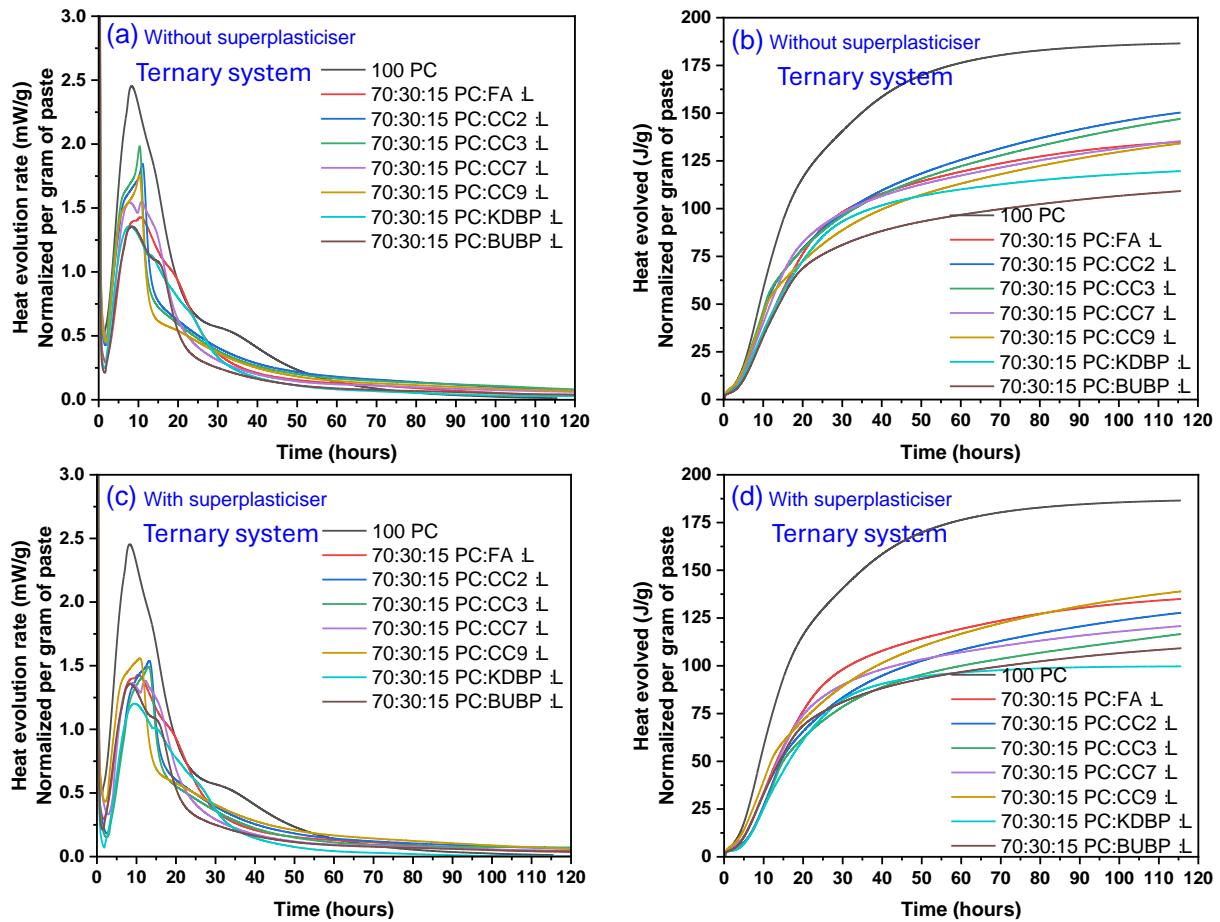 (a) Without superplasticiser
Ternary system
100 PC
70:30:15 PC:FA :L
70:30:15 PC:CC2 :L
70:30:15 PC:CC3 :L
70:30:15 PC:CC7 :L
70:30:15 PC:CC9 :L
70:30:15 PC:KDBP :L
70:30:15 PC:BUBP :L
Heat evolution rate (mW/g)
Normalized per gram of paste
3.0
2.5
2.0
1.5
1.0
0.5
0.0
0 10 20 30 40 50 60 70 80 90 100 110 120
Time (hours)
(b) Without superplasticiser
Ternary system
100 PC
70:30:15 PC:FA :L
70:30:15 PC:CC2 :L
70:30:15 PC:CC3 :L
70:30:15 PC:CC7 :L
70:30:15 PC:CC9 :L
70:30:15 PC:KDBP :L
70:30:15 PC:BUBP :L
Heat evolved (J/g)
Normalized per gram of paste
200
175
150
125
100
75
50
25
0
0 10 20 30 40 50 60 70 80 90 100 110 120
Time (hours)
(c) With superplasticiser
Ternary system
100 PC
70:30:15 PC:FA :L
70:30:15 PC:CC2 :L
70:30:15 PC:CC3 :L
70:30:15 PC:CC7 :L
70:30:15 PC:CC9 :L
70:30:15 PC:KDBP :L
70:30:15 PC:BUBP :L
Heat evolution rate (mW/g)
Normalized per gram of paste
3.0
2.5
2.0
1.5
1.0
0.5
0.0
0 10 20 30 40 50 60 70 80 90 100 110 120
Time (hours)
(d) With superplasticiser
Ternary system
100 PC
70:30:15 PC:FA :L
70:30:15 PC:CC2 :L
70:30:15 PC:CC3 :L
70:30:15 PC:CC7 :L
70:30:15 PC:CC9 :L
70:30:15 PC:KDBP :L
70:30:15 PC:BUBP :L
Heat evolved (J/g)
Normalized per gram of paste
200
175
150
125
100
75
50
25
0
0 10 20 30 40 50 60 70 80 90 100 110 120
Time (hours)